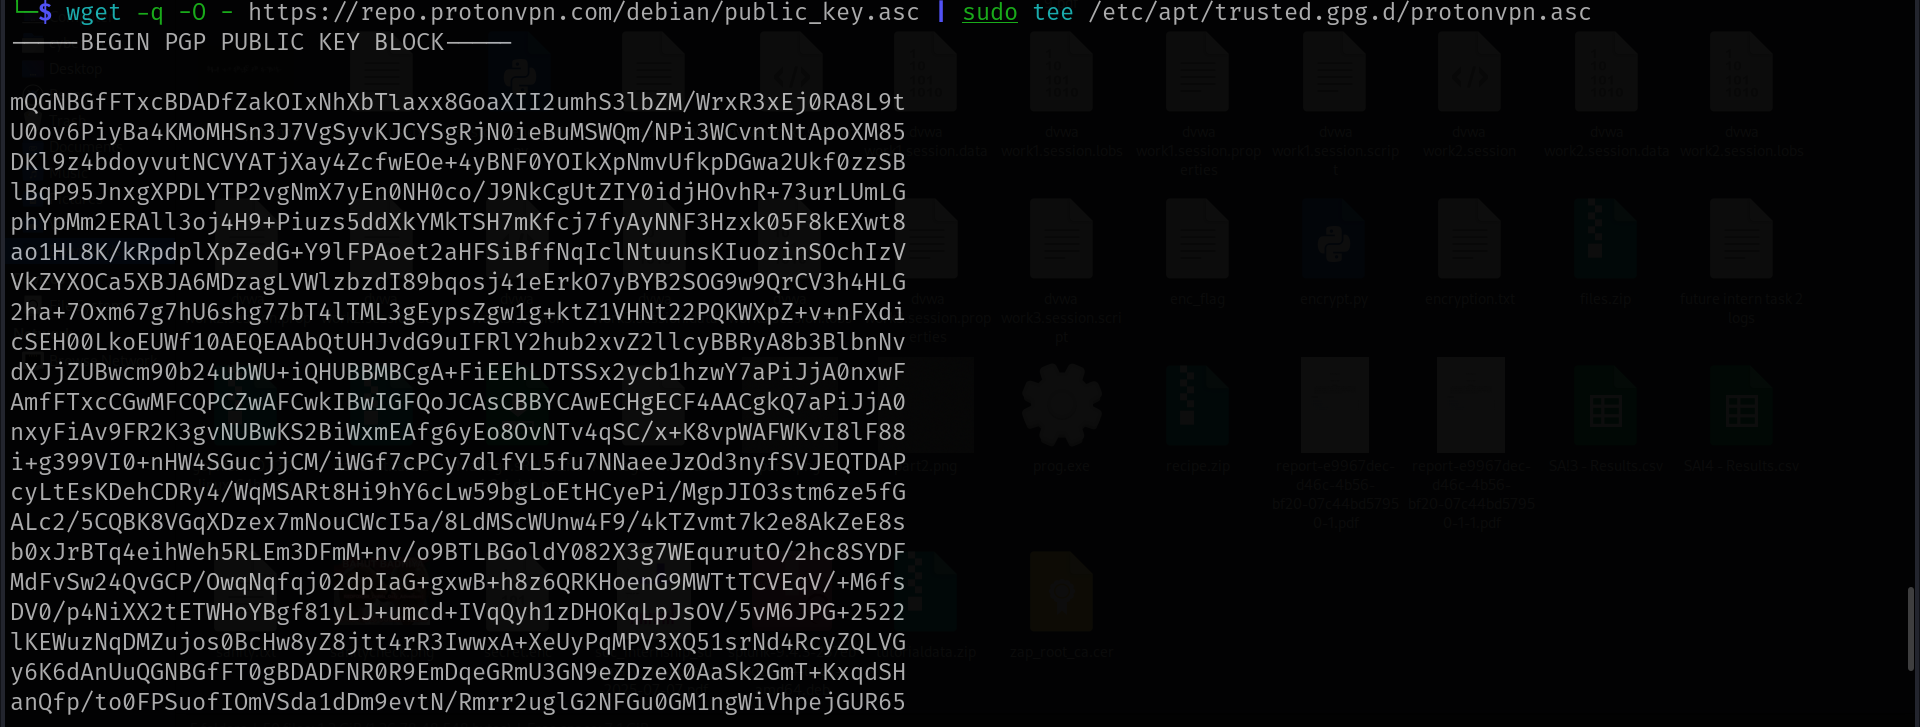 └─$ wget -q -O - https://repo.protonvpn.com/debian/public_key.asc | sudo tee /etc/apt/trusted.gpg.d/protonvpn.asc
-----BEGIN PGP PUBLIC KEY BLOCK-----
mQGNBGfFTxcBDADfZakOIxNhXbTlaxx8GoaXII2umhS3lbZM/WrxR3xEj0RA8L9t
U0ov6PiyBa4KMoMHSn3J7VgSyvKJCYSgRjN0ieBuMSWQm/NPi3WCvntNtApoXM85
DKl9z4bdoyvutNCVYATjXay4ZcfwEOe+4yBNF0YOIkXpNmvUfkpDGwa2Ukf0zzSB
lBqP95JnxgXPDLYTP2vgNmX7yEn0NH0co/J9NkCgUtZIY0idjHOvhR+73urLUmLG
phYpMm2ERAll3oj4H9+Piuzs5ddXkYMkTSH7mKfcj7fyAyNNF3Hzxk05F8kEXwt8
ao1HL8K/kRpdplXpZedG+Y9lFPAoet2aHFSiBffNqIclNtuunsKIuozinSOchIzV
VkZYXOCa5XBJA6MDzagLVWlzbzdI89bqosj41eErkO7yBYB2SOG9w9QrCV3h4HLG
2ha+7Oxm67g7hU6shg77bT4lTML3gEypsZgw1g+ktZ1VHNt22PQKWXpZ+v+nFXdi
cSEH00LkoEUWf10AEQEAAbQtUHJvdG9uIFRlY2hub2xvZ2llcyBBRyA8b3BlbnNv
dXJjZUBwcm90b24ubWU+iQHUBBMBCgA+FiEEhLDTSSx2ycb1hzwY7aPiJjA0nxwF
AmfFTxcCGwMFCQPCZwAFCwkIBwIGFQoJCAsCBBYCAwECHgECF4AACgkQ7aPiJjA0
nxyFiAv9FR2K3gvNUBwKS2BiWxmEAfg6yEo8OvNTv4qSC/x+K8vpWAFWKvI8lF88
i+g399VI0+nHW4SGucjjCM/iWGf7cPCy7dlfYL5fu7NNaeeJzOd3nyfSVJEQTDAP
cyLtEsKDehCDRy4/WqMSARt8Hi9hY6cLw59bgLoEtHCyePi/MgpJIO3stm6ze5fG
ALc2/5CQBK8VGqXDzex7mNouCWcI5a/8LdMScWUnw4F9/4kTZvmt7k2e8AkZeE8s
b0xJrBTq4eihWeh5RLEm3DFmM+nv/o9BTLBGoldY082X3g7WEqurutO/2hc8SYDF
MdFvSw24QvGCP/OwqNqfqj02dpIaG+gxwB+h8z6QRKHoenG9MWTtTCVEqV/+M6fs
DV0/p4NiXX2tETWHoYBgf81yLJ+umcd+IVqQyh1zDHOKqLpJsOV/5vM6JPG+2522
lKEWuzNqDMZujos0BcHw8yZ8jtt4rR3IwwxA+XeUyPqMPV3XQ51srNd4RcyZQLVG
y6K6dAnUuQGNBGfFT0gBDADFNR0R9EmDqeGRmU3GN9eZDzeX0AaSk2GmT+KxqdSH
anQfp/to0FPSuofIOmVSda1dDm9evtN/Rmrr2uglG2NFGu0GM1ngWiVhpejGUR65